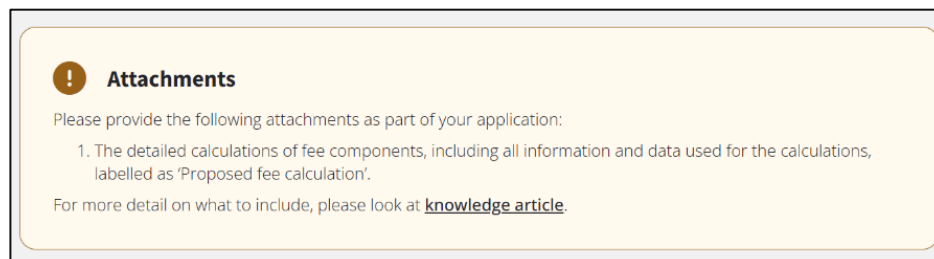 Attachments
Please provide the following attachments as part of your application:
1. The detailed calculations of fee components, including all information and data used for the calculations,
labelled as ‘Proposed fee calculation’.
For more detail on what to include, please look at knowledge article.